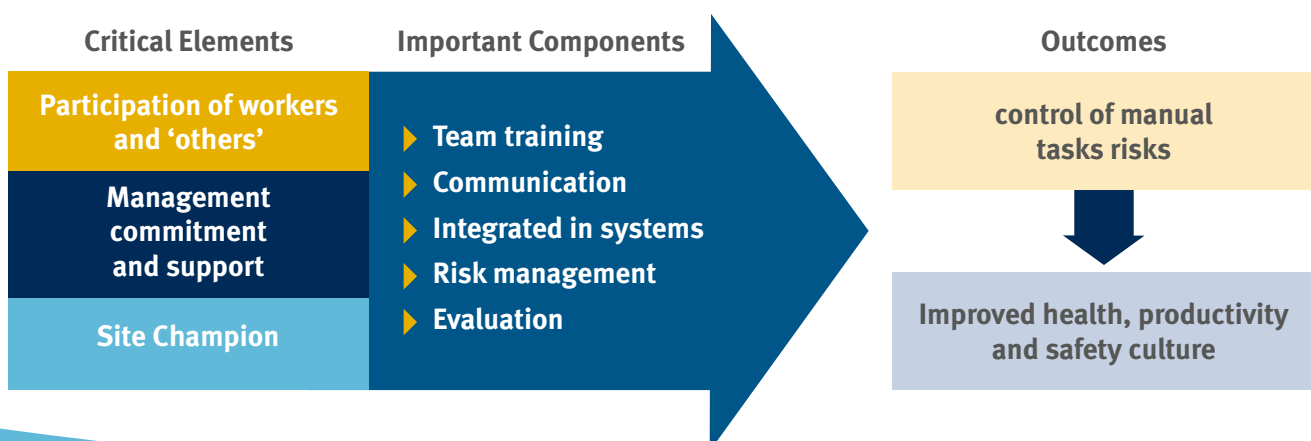 Critical Elements
Participation of workers
and ‘others’
Management
commitment
and support
Site Champion
Important Components
Team training
Communication
Integrated in systems
Risk management
Evaluation
Outcomes
control of manual
tasks risks
Improved health, productivity
and safety culture